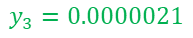 y₃ = 0.0000021